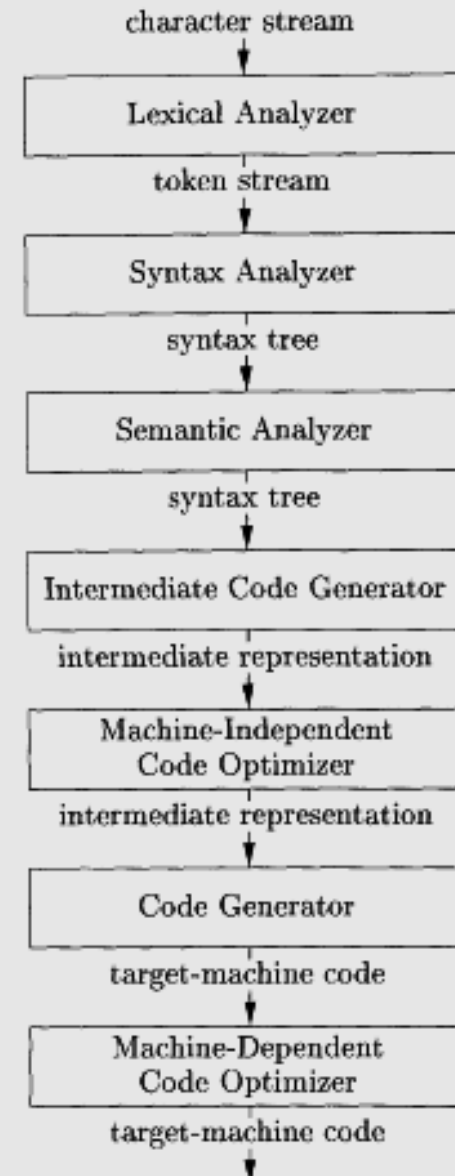 character stream
Lexical Analyzer
token stream
Syntax Analyzer
syntax tree
Semantic Analyzer
syntax tree
Intermediate Code Generator
intermediate representation
Machine-Independent
Code Optimizer
intermediate representation
Code Generator
target-machine code
Machine-Dependent
Code Optimizer
target-machine code